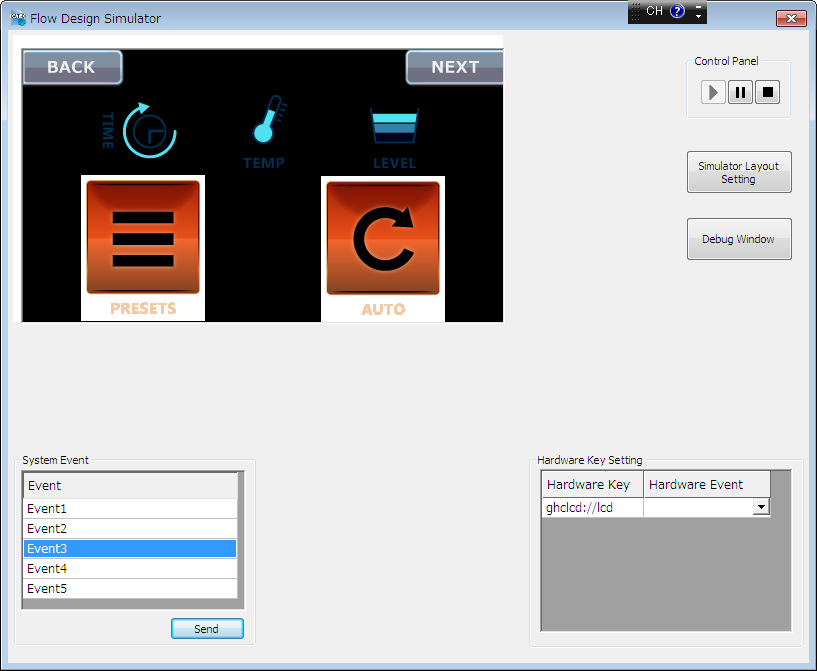 Flow Design Simulator
CH
BACK
NEXT
Control Panel
TIME
TEMP
LEVEL
Simulator Layout
Setting
Debug Window
PRESETS
AUTO
System Event
Event
Event1
Event2
Event3
Event4
Event5
Send
Hardware Key Setting
Hardware Key
Hardware Event
ghclcd://lcd